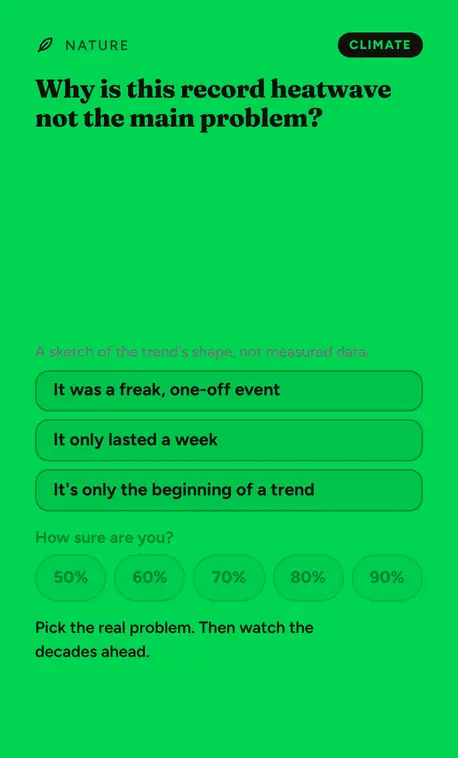 NATURE
CLIMATE
Why is this record heatwave
not the main problem?
A sketch of the trend's shape, not measured data.
It was a freak, one-off event
It only lasted a week
It's only the beginning of a trend
How sure are you?
50% 60% 70% 80% 90%
Pick the real problem. Then watch the
decades ahead.